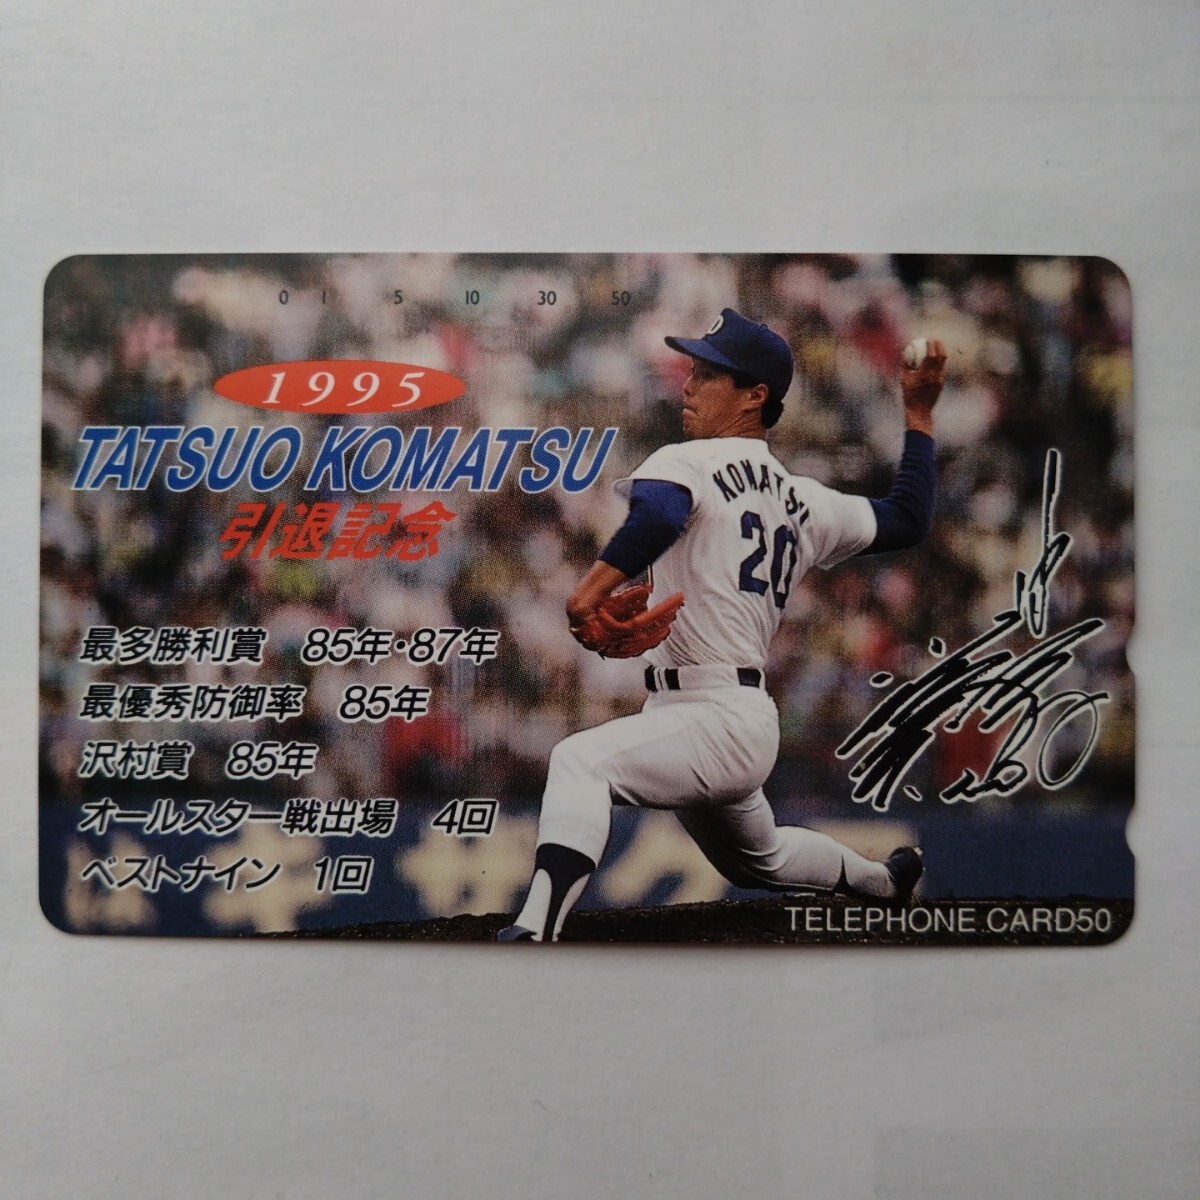 0 1 5 10 30 50
1995
TATSUO KOMATSU
引退記念
最多勝利賞 85年・87年
最優秀防御率 85年
沢村賞 85年
オールスター戦出場 4回
ベストナイン 1回
D
KOMATSU
20
TELEPHONE CARD50